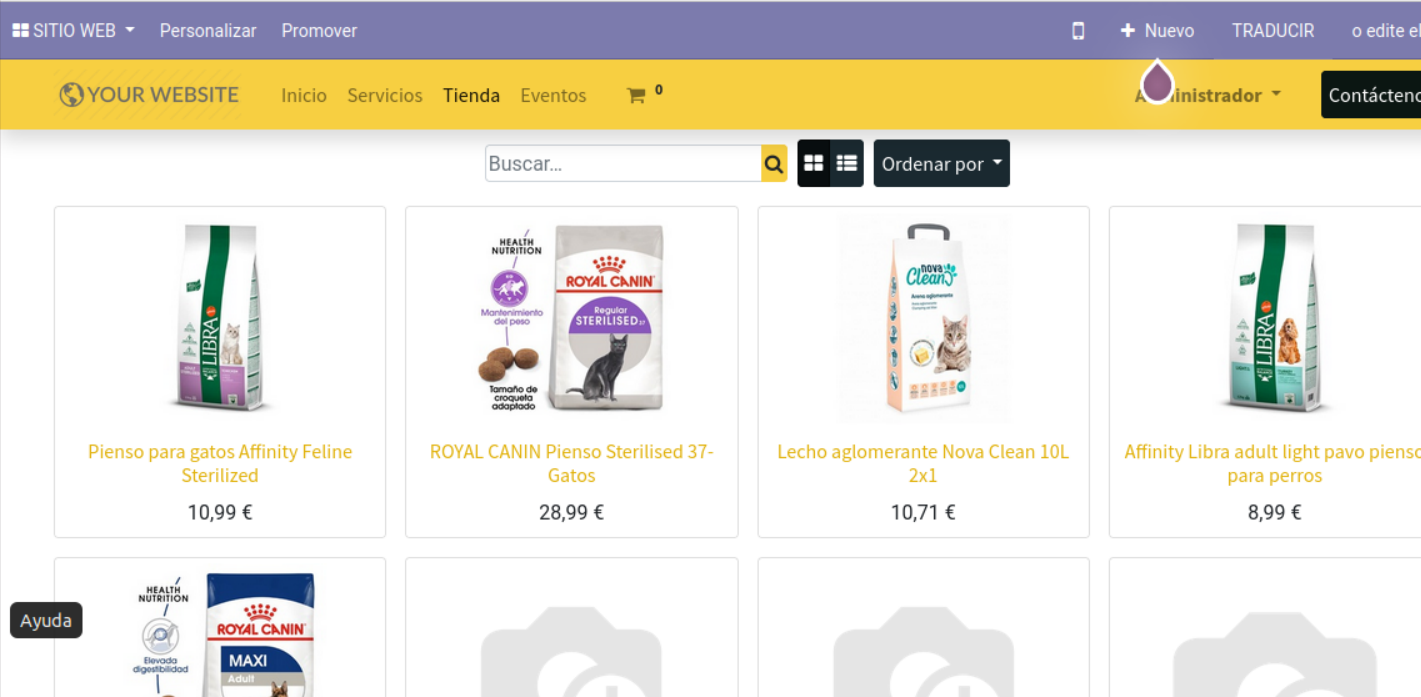 SITIO WEB Personalizar Promover Nuevo TRADUCIR o edite el
YOUR WEBSITE Inicio Servicios Tienda Eventos 0 Contáctenos
Buscar... Ordenar por
HEALTH
NUTRITION
ROYAL CANIN
Mantenimiento
del peso
Regular
STERILISED 37
Tamaño de
croqueta
adaptado
LIBRA
nova
Clean
Arena aglomerante
LIBRA
Pienso para gatos Affinity Feline
Sterilized
10,99 €
ROYAL CANIN Pienso Sterilised 37-
Gatos
28,99 €
Lecho aglomerante Nova Clean 10L
2x1
10,71 €
Affinity Libra adult light pavo pienso
para perros
8,99 €
Ayuda
HEALTH
NUTRITION
Elevada
digestibilidad
ROYAL CANIN
MAXI
Adult